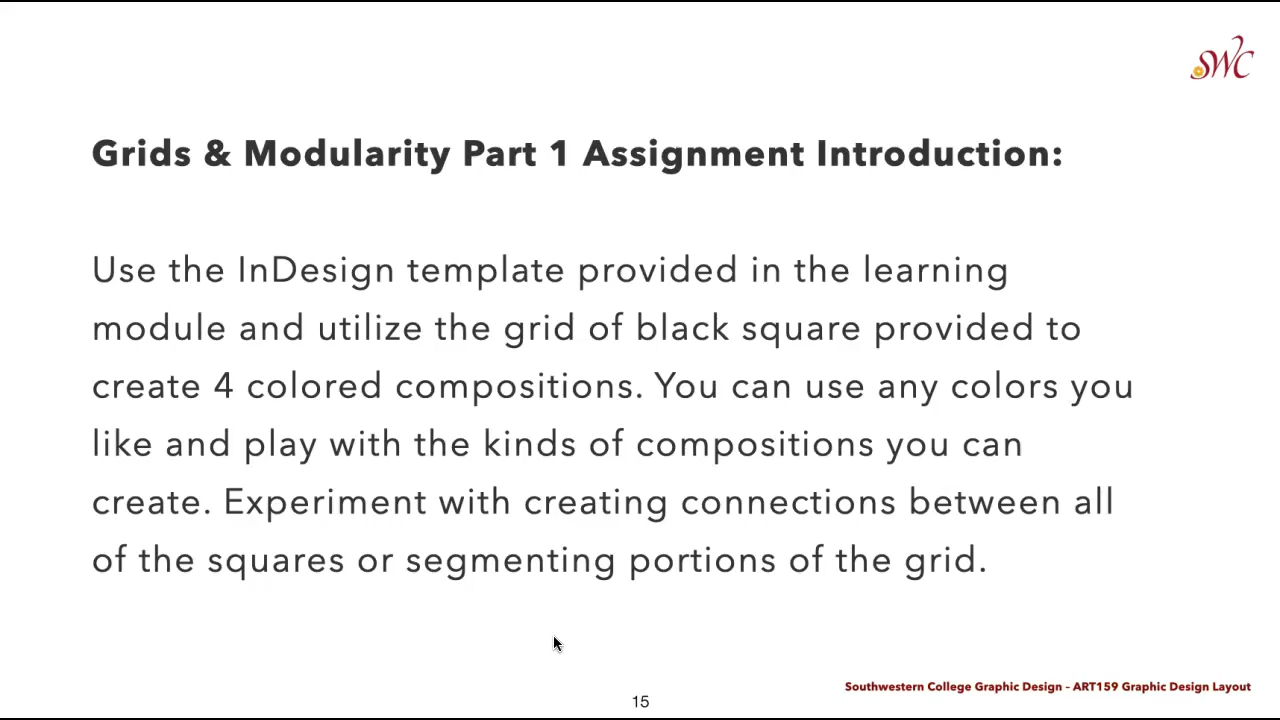 SWC
Grids & Modularity Part 1 Assignment Introduction:
Use the InDesign template provided in the learning
module and utilize the grid of black square provided to
create 4 colored compositions. You can use any colors you
like and play with the kinds of compositions you can
create. Experiment with creating connections between all
of the squares or segmenting portions of the grid.
Southwestern College Graphic Design - ART159 Graphic Design Layout
15